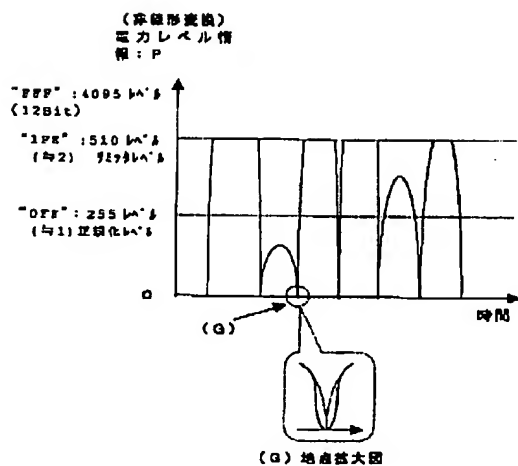 (非線形変換)
電力レベル情
報：P
"FFF"：4095 レベル
(12Bit)
"1FE"：510 レベル
(≒2) リミッタレベル
"0FF"：255 レベル
(≒1) 正規化レベル
0
時間
(G)
(G) 地点拡大図